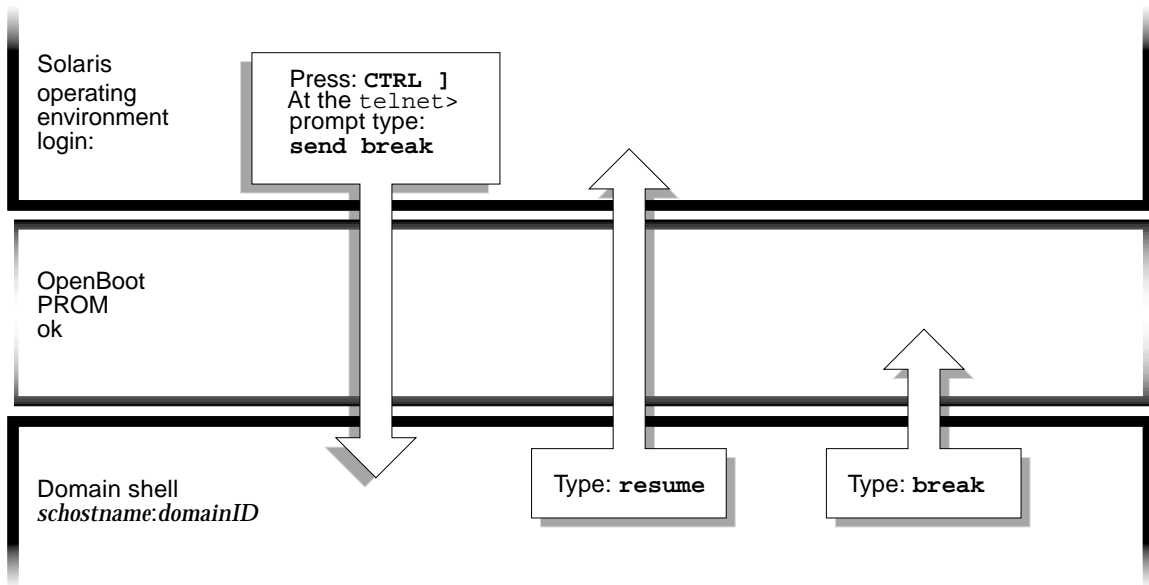 Solaris
operating
environment
login:
Press: CTRL ]
At the telnet>
prompt type:
send break
OpenBoot
PROM
ok
Domain shell
schostname:domainID
Type: resume
Type: break